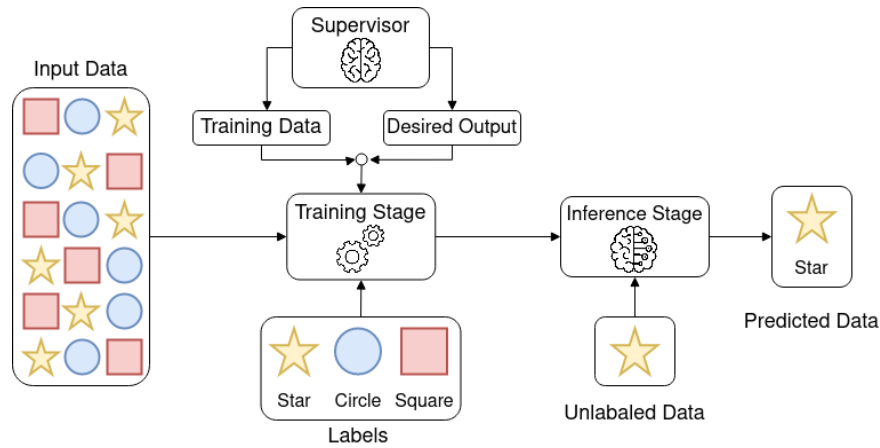 Supervisor
Input Data
Training Data
Desired Output
Training Stage
Inference Stage
Star
Predicted Data
Star
Circle
Square
Labels
Unlabaled Data